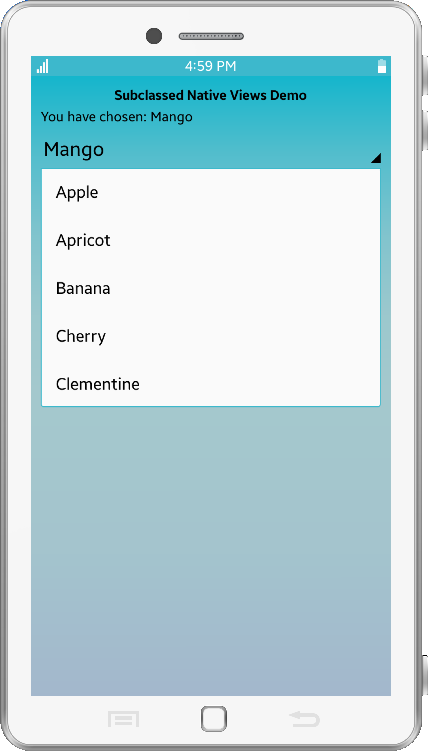 4:59 PM
Subclassed Native Views Demo
You have chosen: Mango
Mango
Apple
Apricot
Banana
Cherry
Clementine